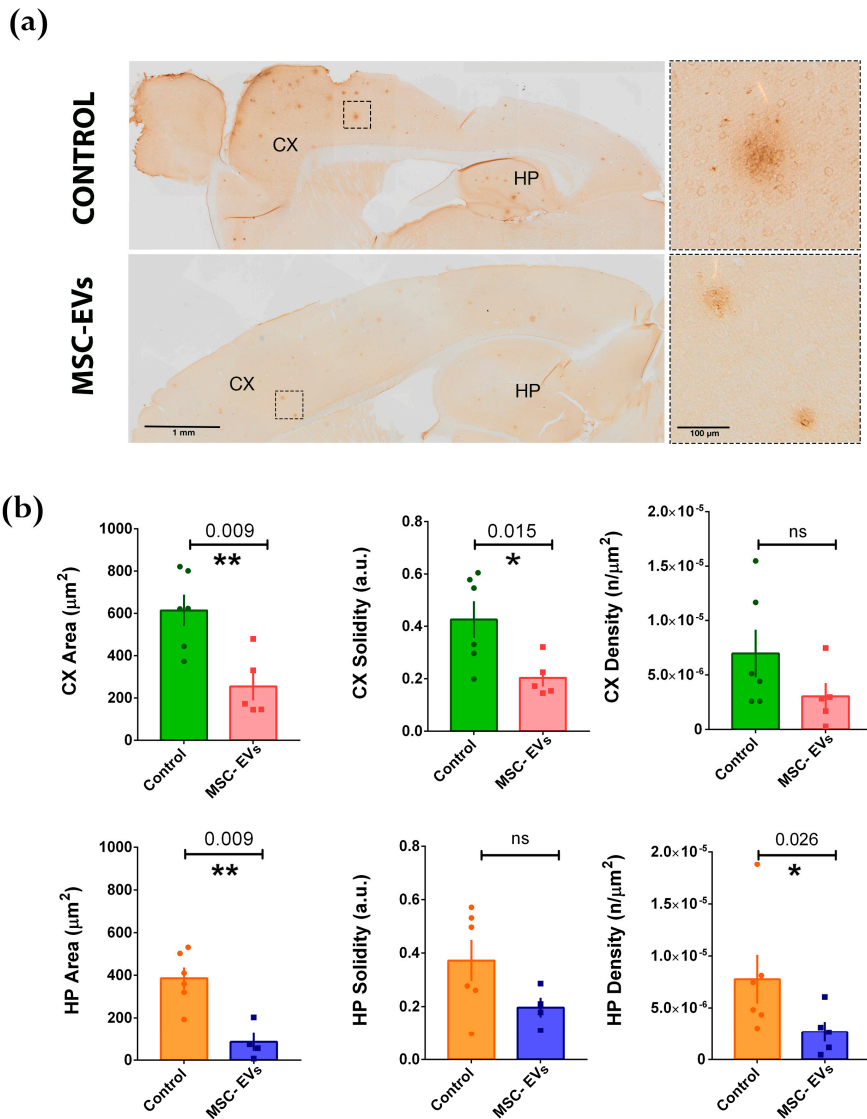 (a)
CONTROL
CX
HP
MSC-EVs
CX
HP
1 mm
100 µm
(b)
CX Area (µm²)
1000
800
600
400
200
0
0.009
**
Control
MSC- EVs
CX Solidity (a.u.)
0.8
0.6
0.4
0.2
0.0
0.015
*
Control
MSC- EVs
CX Density (n/µm²)
2.0×10⁻⁵
1.5×10⁻⁵
1.0×10⁻⁵
5.0×10⁻⁶
0
ns
Control
MSC- EVs
HP Area (µm²)
1000
800
600
400
200
0
0.009
**
Control
MSC- EVs
HP Solidity (a.u.)
0.8
0.6
0.4
0.2
0.0
ns
Control
MSC- EVs
HP Density (n/µm²)
2.0×10⁻⁵
1.5×10⁻⁵
1.0×10⁻⁵
5.0×10⁻⁶
0
0.026
*
Control
MSC- EVs